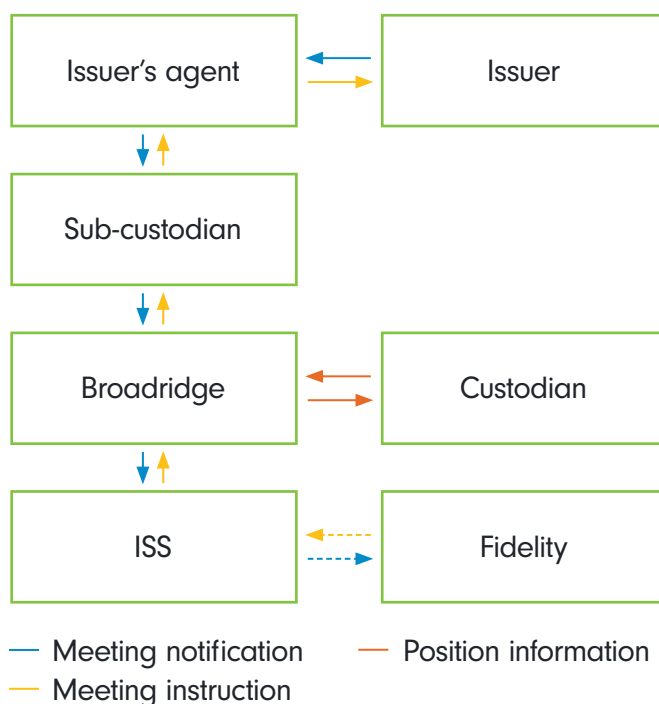 Issuer’s agent
Issuer
Sub-custodian
Broadridge
Custodian
ISS
Fidelity
Meeting notification
Position information
Meeting instruction